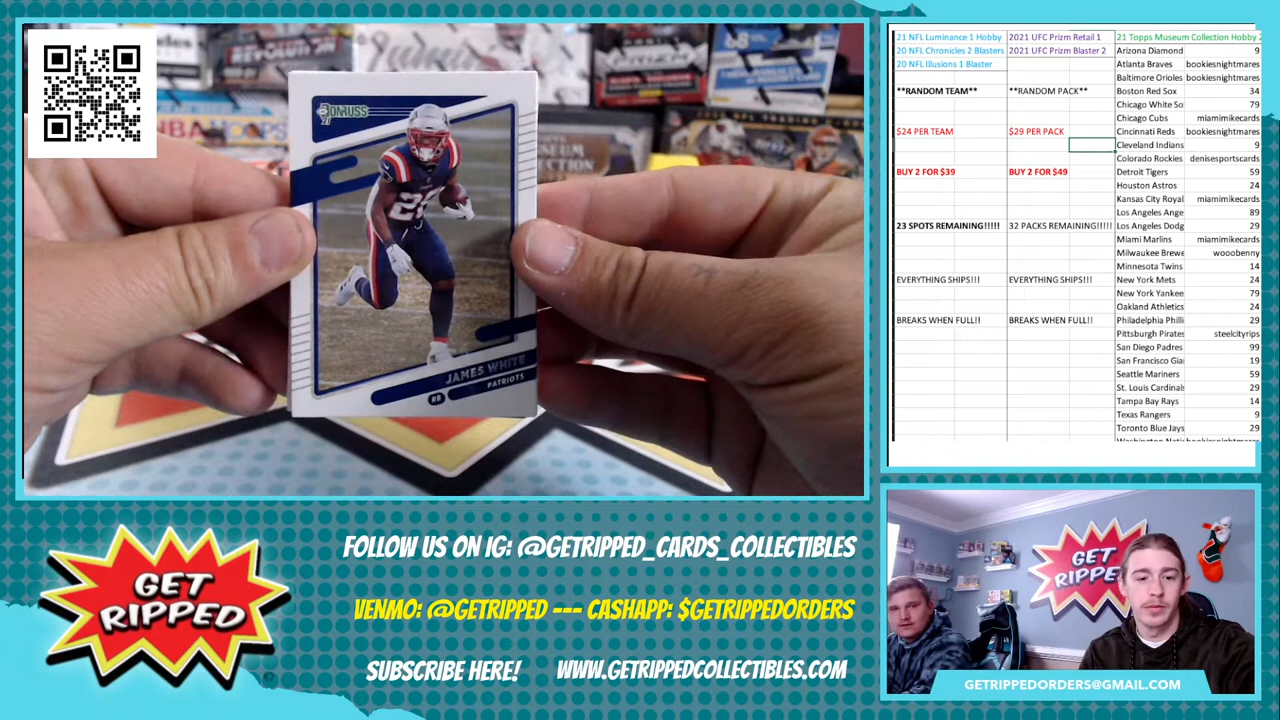 DONRUSS
21
JAMES WHITE
RB
PATRIOTS
21 NFL Luminance 1 Hobby
20 NFL Chronicles 2 Blasters
20 NFL Illusions 1 Blaster
**RANDOM TEAM**
$24 PER TEAM
BUY 2 FOR $39
23 SPOTS REMAINING!!!!!
EVERYTHING SHIPS!!!
BREAKS WHEN FULL!!
2021 UFC Prizm Retail 1
2021 UFC Prizm Blaster 2
**RANDOM PACK**
$29 PER PACK
BUY 2 FOR $49
32 PACKS REMAINING!!!!!
EVERYTHING SHIPS!!!
BREAKS WHEN FULL!!
21 Topps Museum Collection Hobby 2
Arizona Diamond 9
Atlanta Braves bookiesnightmares
Baltimore Orioles bookiesnightmares
Boston Red Sox 34
Chicago White So 79
Chicago Cubs miamimikecards
Cincinnati Reds bookiesnightmares
Cleveland Indians 9
Colorado Rockies denisesportscards
Detroit Tigers 59
Houston Astros 24
Kansas City Royal miamimikecards
Los Angeles Ange 89
Los Angeles Dodg 29
Miami Marlins miamimikecards
Milwaukee Brewe wooobenny
Minnesota Twins 14
New York Mets 24
New York Yankee 79
Oakland Athletics 24
Philadelphia Philli 29
Pittsburgh Pirates steelcityrips
San Diego Padres 99
San Francisco Gia 19
Seattle Mariners 59
St. Louis Cardinals 29
Tampa Bay Rays 14
Texas Rangers 9
Toronto Blue Jays 29
GET
RIPPED
FOLLOW US ON IG: @GETRIPPED_CARDS_COLLECTIBLES
VENMO: @GETRIPPED --- CASHAPP: $GETRIPPEDORDERS
SUBSCRIBE HERE! WWW.GETRIPPEDCOLLECTIBLES.COM
GET
RIPPED
GETRIPPEDORDERS@GMAIL.COM